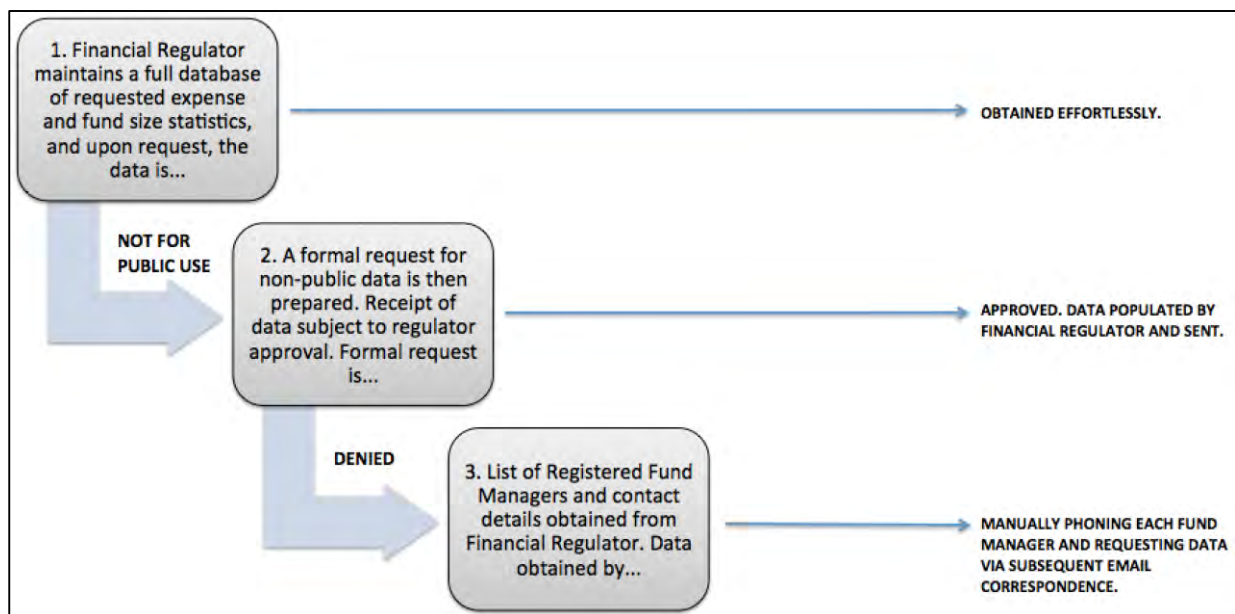 1. Financial Regulator
maintains a full database
of requested expense
and fund size statistics,
and upon request, the
data is...
OBTAINED EFFORTLESSLY.
NOT FOR
PUBLIC USE
2. A formal request for
non-public data is then
prepared. Receipt of
data subject to regulator
approval. Formal request
is...
APPROVED. DATA POPULATED BY
FINANCIAL REGULATOR AND SENT.
DENIED
3. List of Registered Fund
Managers and contact
details obtained from
Financial Regulator. Data
obtained by...
MANUALLY PHONING EACH FUND
MANAGER AND REQUESTING DATA
VIA SUBSEQUENT EMAIL
CORRESPONDENCE.